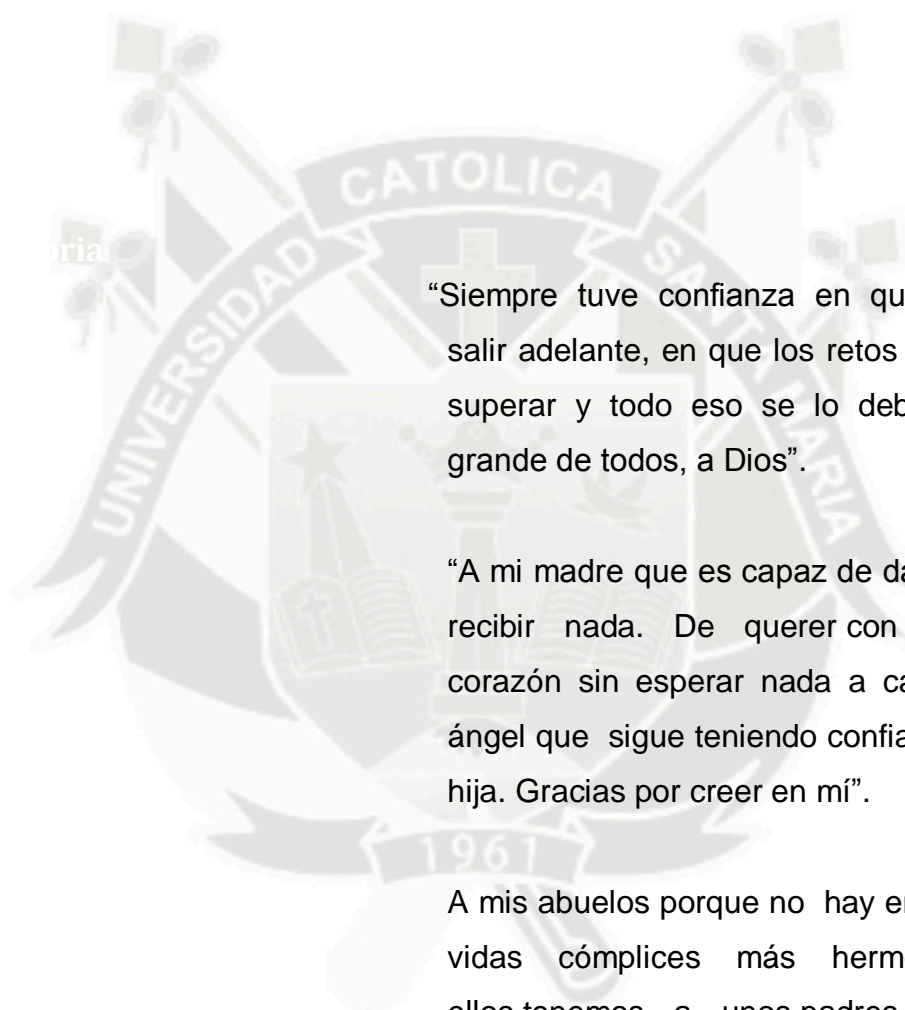 UNIVERSIDAD CATOLICA SANTA MARIA
“Siempre tuve confianza en qu
salir adelante, en que los retos
superar y todo eso se lo deb
grande de todos, a Dios”.
“A mi madre que es capaz de da
recibir nada. De querer con
corazón sin esperar nada a ca
ángel que sigue teniendo confia
hija. Gracias por creer en mí”.
1961
A mis abuelos porque no hay en
vidas cómplices más herm